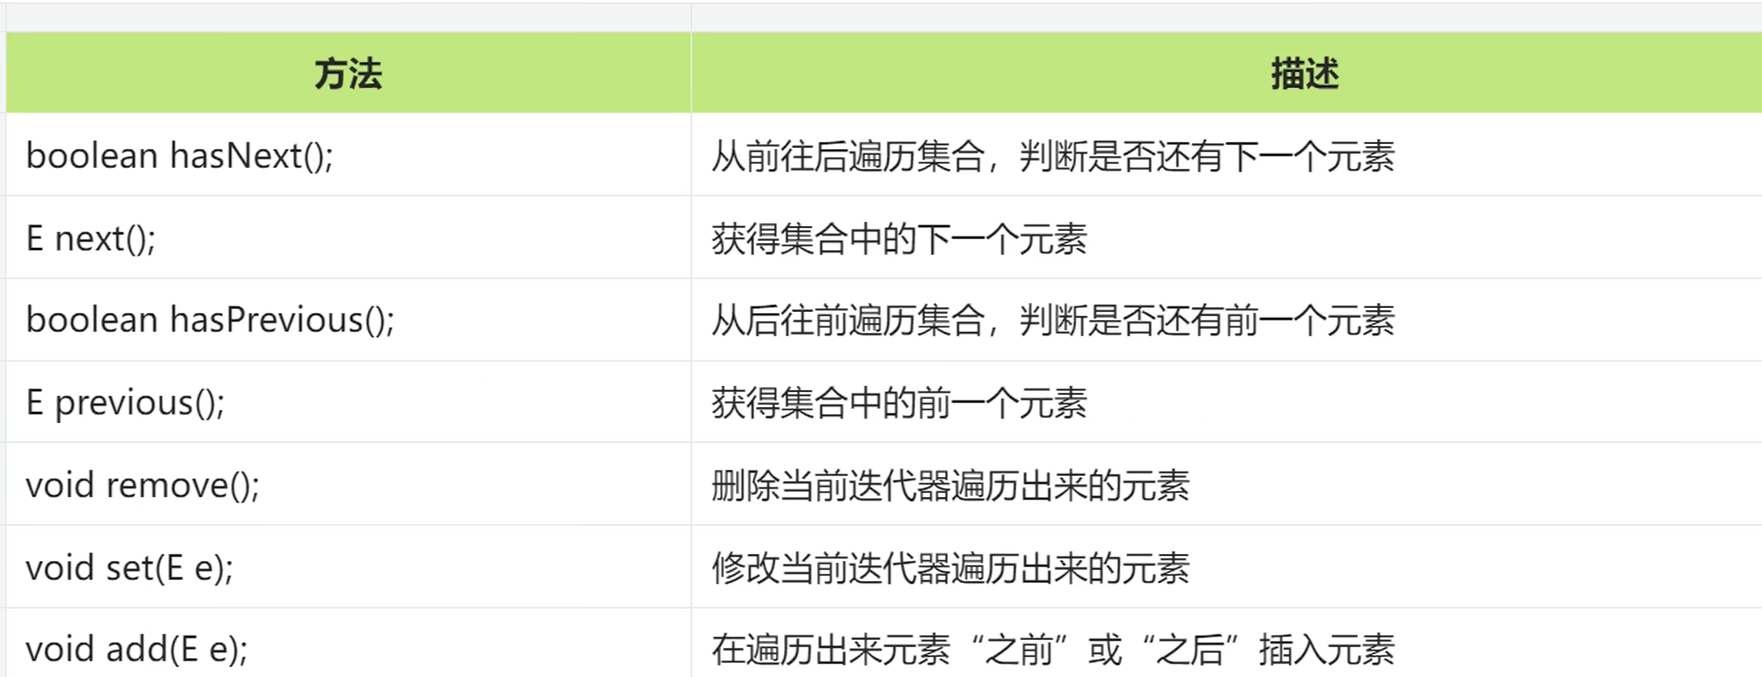 方法 描述
boolean hasNext(); 从前往后遍历集合，判断是否还有下一个元素
E next(); 获得集合中的下一个元素
boolean hasPrevious(); 从后往前遍历集合，判断是否还有前一个元素
E previous(); 获得集合中的前一个元素
void remove(); 删除当前迭代器遍历出来的元素
void set(E e); 修改当前迭代器遍历出来的元素
void add(E e); 在遍历出来元素“之前”或“之后”插入元素